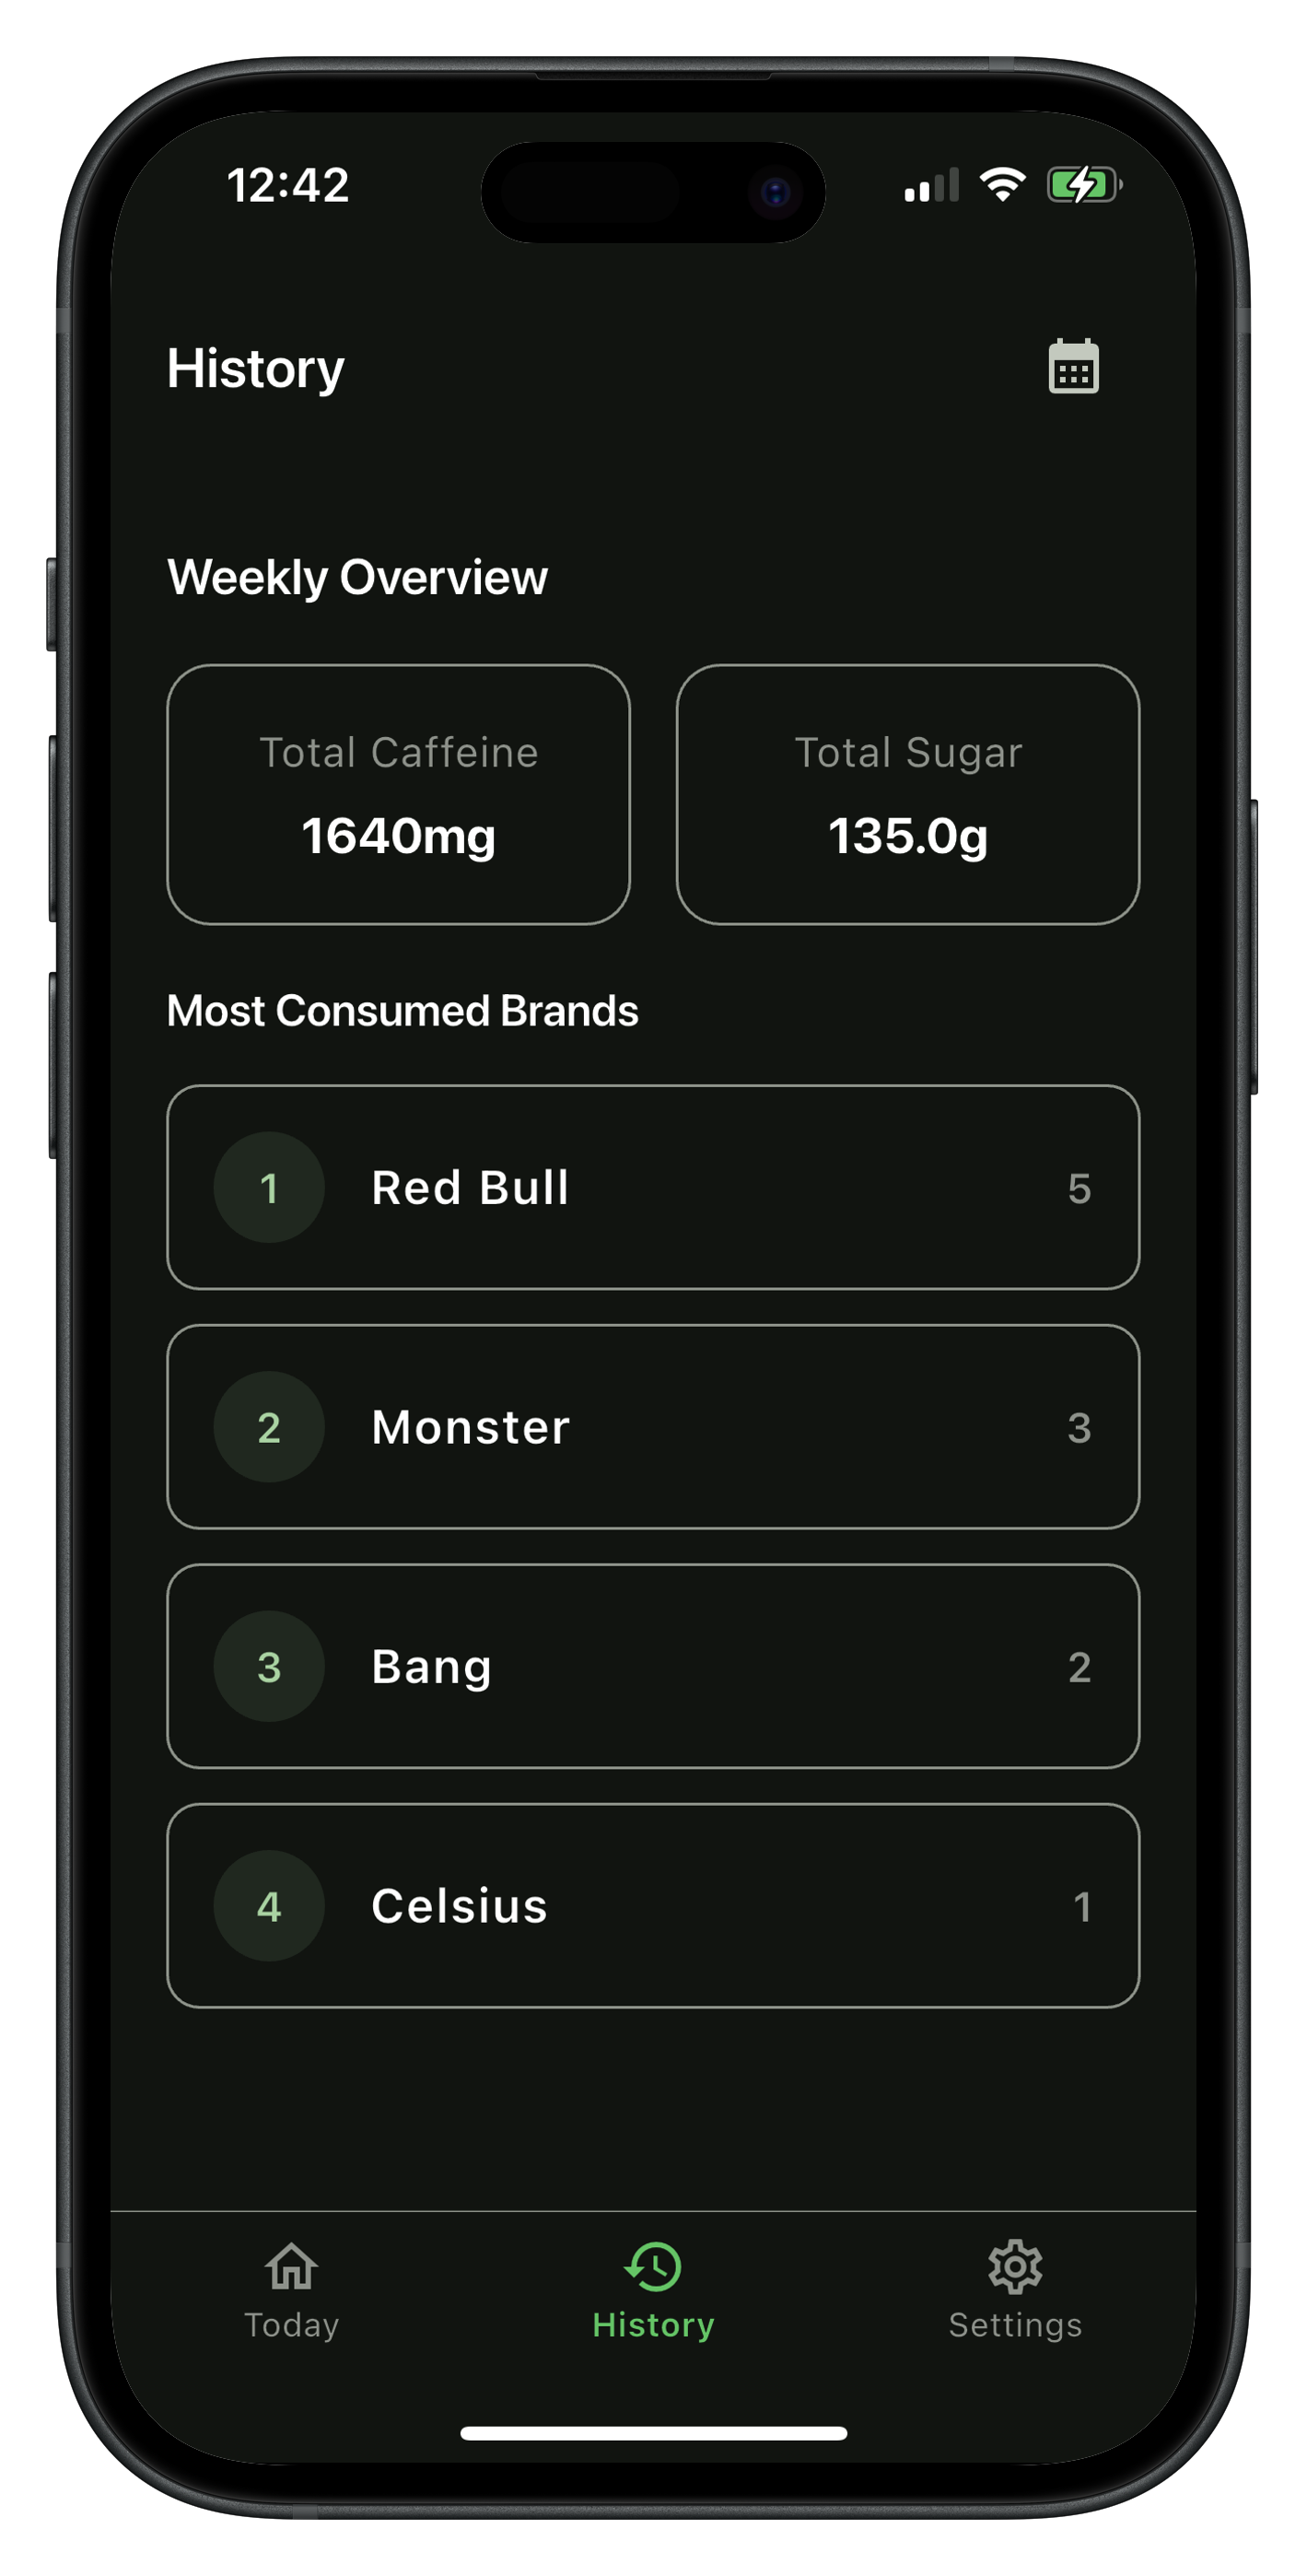 12:42
History
Weekly Overview
Total Caffeine
1640mg
Total Sugar
135.0g
Most Consumed Brands
1 Red Bull 5
2 Monster 3
3 Bang 2
4 Celsius 1
Today History Settings